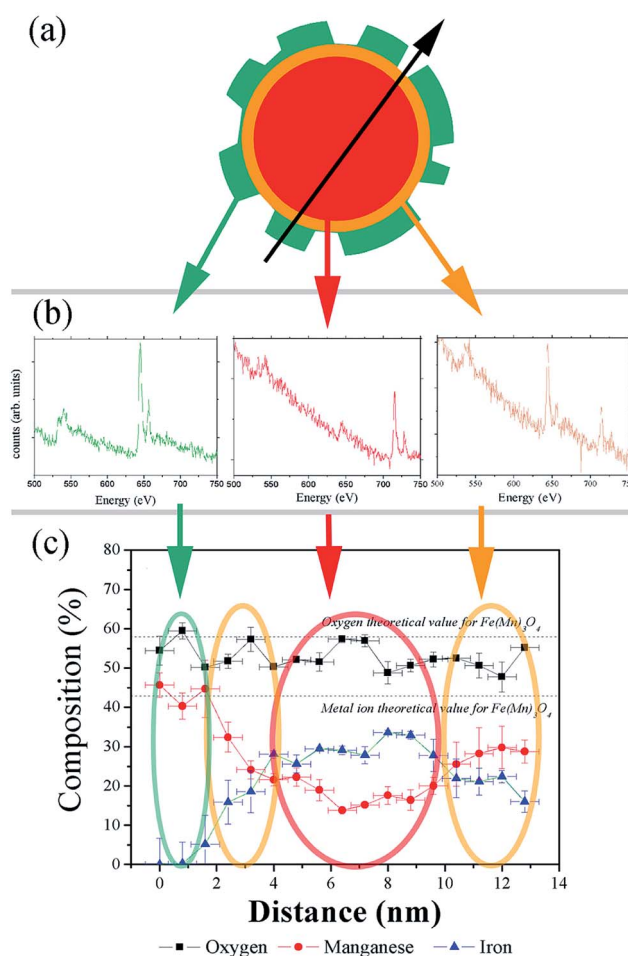 (a)
(b)
counts (arb. units)
500 550 600 650 700 750
500 550 600 650 700 750
500 550 600 650 700 750
Energy (eV)
Energy (eV)
Energy (eV)
(c)
Composition (%)
80
70
60
50
40
30
20
10
0
Oxygen theoretical value for Fe(Mn)3O4
Metal ion theoretical value for Fe(Mn)3O4
0 2 4 6 8 10 12 14
Distance (nm)
Oxygen Manganese Iron